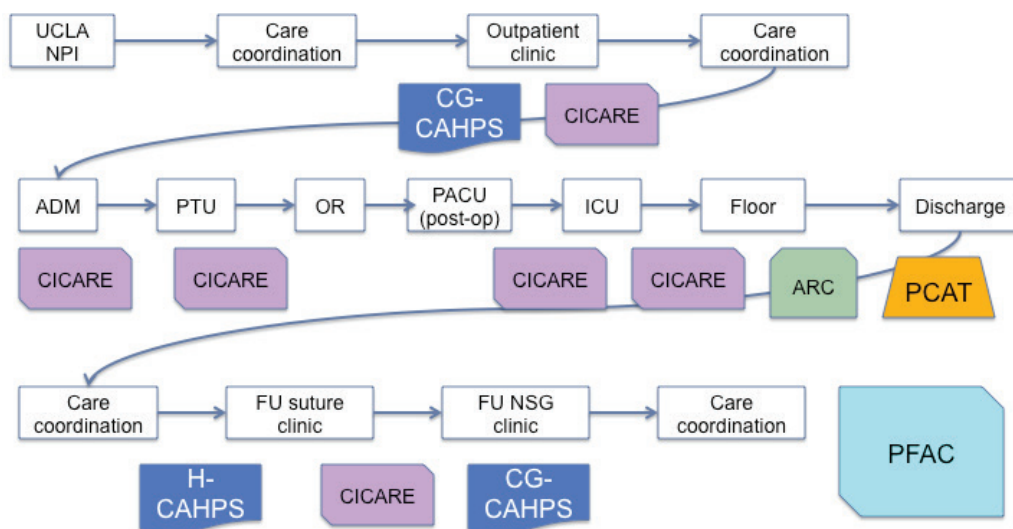 UCLA
NPI
Care
coordination
Outpatient
clinic
Care
coordination
CG-
CAHPS
CICARE
ADM
PTU
OR
PACU
(post-op)
ICU
Floor
Discharge
CICARE
CICARE
CICARE
CICARE
ARC
PCAT
Care
coordination
FU suture
clinic
FU NSG
clinic
Care
coordination
PFAC
H-
CAHPS
CICARE
CG-
CAHPS